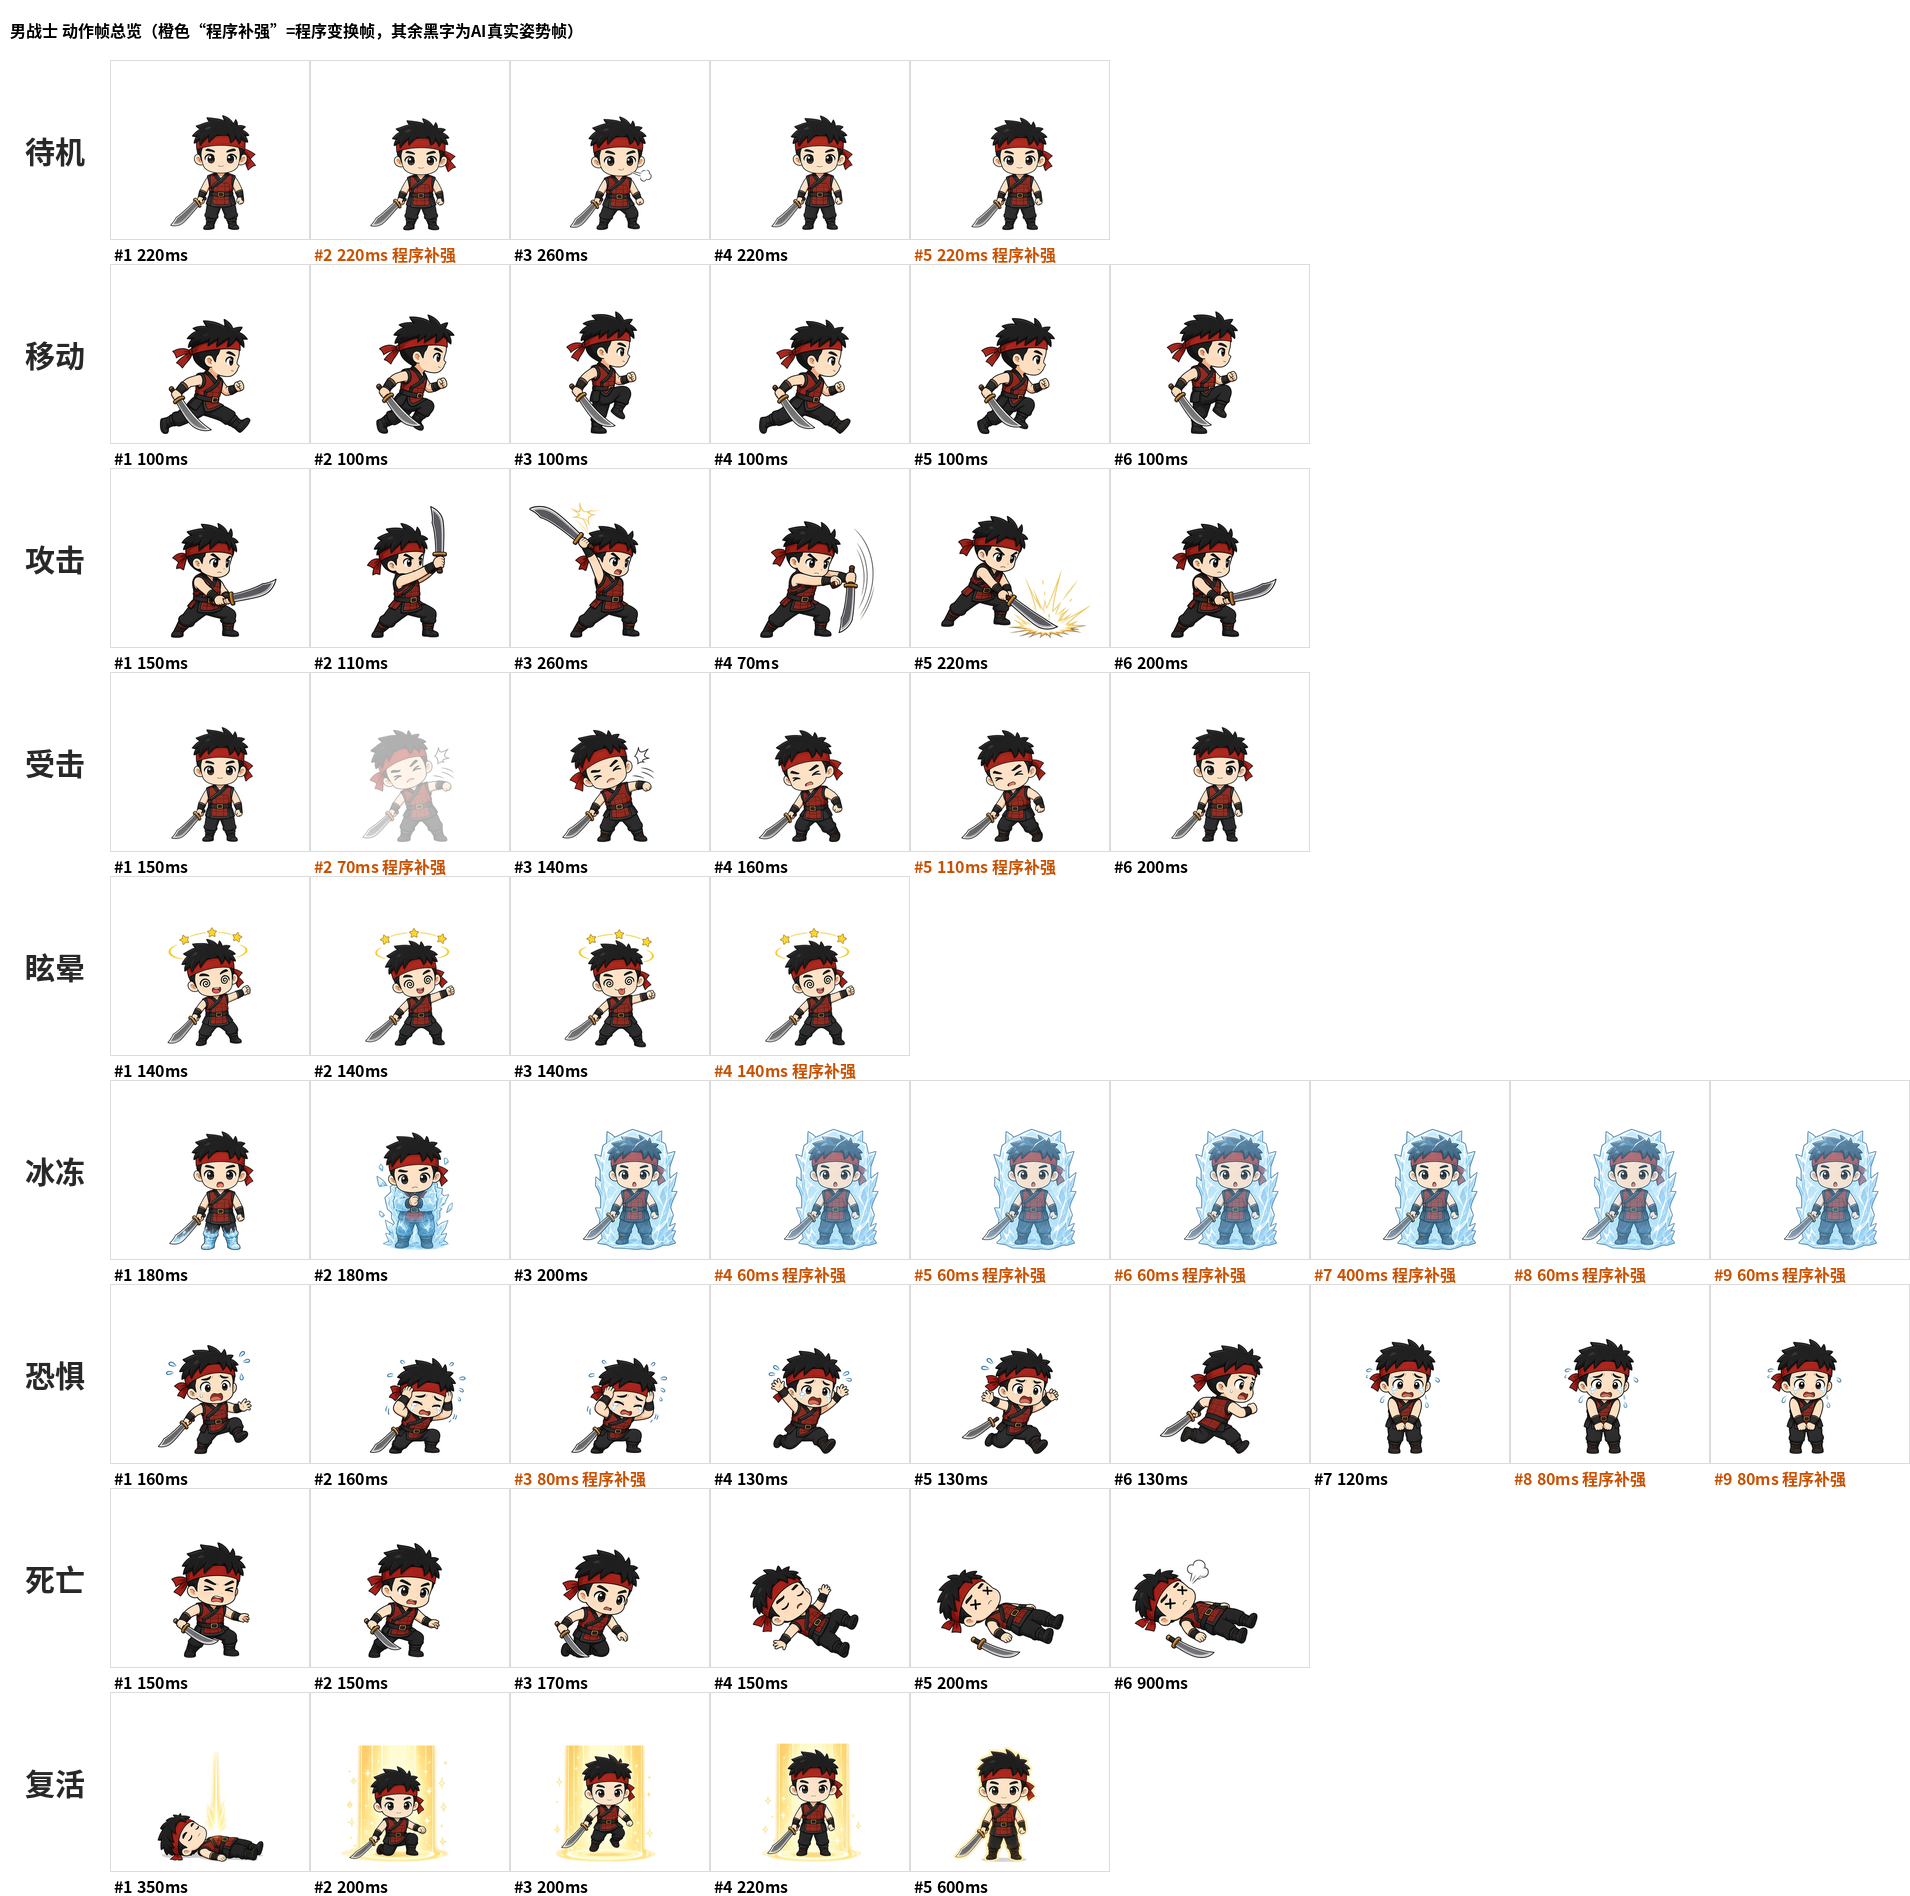 男战士 动作帧总览（橙色“程序补强”=程序变换帧，其余黑字为AI真实姿势帧）
待机
#1 220ms #2 220ms 程序补强 #3 260ms #4 220ms #5 220ms 程序补强
移动
#1 100ms #2 100ms #3 100ms #4 100ms #5 100ms #6 100ms
攻击
#1 150ms #2 110ms #3 260ms #4 70ms #5 220ms #6 200ms
受击
#1 150ms #2 70ms 程序补强 #3 140ms #4 160ms #5 110ms 程序补强 #6 200ms
眩晕
#1 140ms #2 140ms #3 140ms #4 140ms 程序补强
冰冻
#1 180ms #2 180ms #3 200ms #4 60ms 程序补强 #5 60ms 程序补强 #6 60ms 程序补强 #7 400ms 程序补强 #8 60ms 程序补强 #9 60ms 程序补强
恐惧
#1 160ms #2 160ms #3 80ms 程序补强 #4 130ms #5 130ms #6 130ms #7 120ms #8 80ms 程序补强 #9 80ms 程序补强
死亡
#1 150ms #2 150ms #3 170ms #4 150ms #5 200ms #6 900ms
复活
#1 350ms #2 200ms #3 200ms #4 220ms #5 600ms